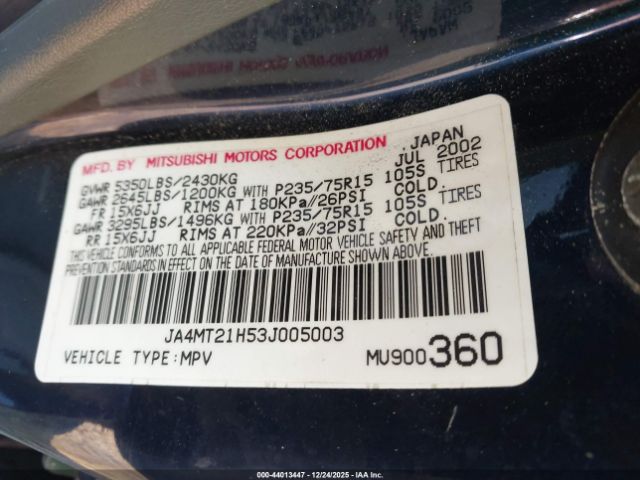 MFD. BY MITSUBISHI MOTORS CORPORATION JAPAN
JUL 2002
GVWR 5350LBS/2430KG
GAWR 2645LBS/1200KG WITH P235/75R15 105S TIRES
FR 15X6JJ RIMS AT 180KPa//26PSI COLD.
GAWR 3295LBS/1496KG WITH P235/75R15 105S TIRES
RR 15X6JJ RIMS AT 220KPa//32PSI COLD.
THIS VEHICLE CONFORMS TO ALL APPLICABLE FEDERAL MOTOR VEHICLE SAFETY AND THEFT
PREVENTION STANDARDS IN EFFECT ON THE DATE OF MANUFACTURE SHOWN ABOVE.
JA4MT21H53J005003
VEHICLE TYPE:MPV MU900360
000-44013447 - 12/24/2025 - IAA Inc.